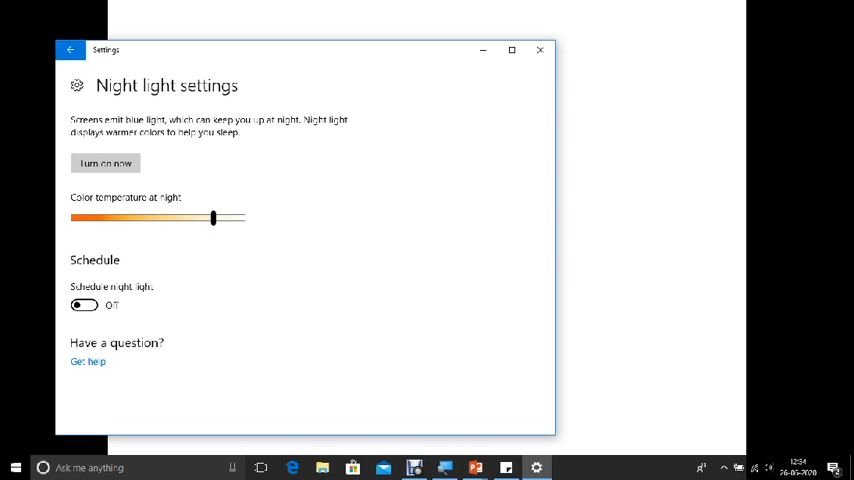 Settings
Night light settings
Screens emit blue light, which can keep you up at night. Night light
displays warmer colors to help you sleep.
Turn on now
Color temperature at night
Schedule
Schedule night light
Off
Have a question?
Get help
Ask me anything
12:34
26-06-2020
2